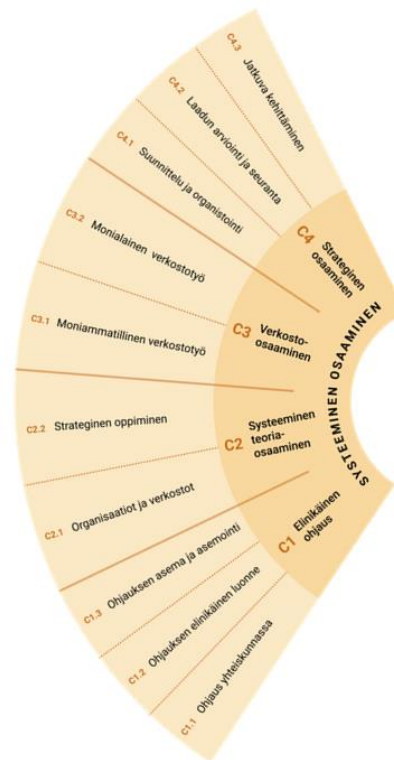 C4.3 Jatkuva kehittäminen
C4.2 Laadun arviointi ja seuranta
C4.1 Suunnittelu ja organistointi
C4 Strateginen
osaaminen
C3.2 Monialainen verkostotyö
C3.1 Moniammatillinen verkostotyö
C3 Verkosto-
osaaminen
C2.2 Strateginen oppiminen
C2.1 Organisaatiot ja verkostot
C2 Systeeminen
teoria-
osaaminen
C1.3 Ohjauksen asema ja asemointi
C1.2 Ohjauksen elinikäinen luonne
C1.1 Ohjaus yhteiskunnassa
C1 Elinikäinen
ohjaus
SYSTEEMINEN OSAAMINEN